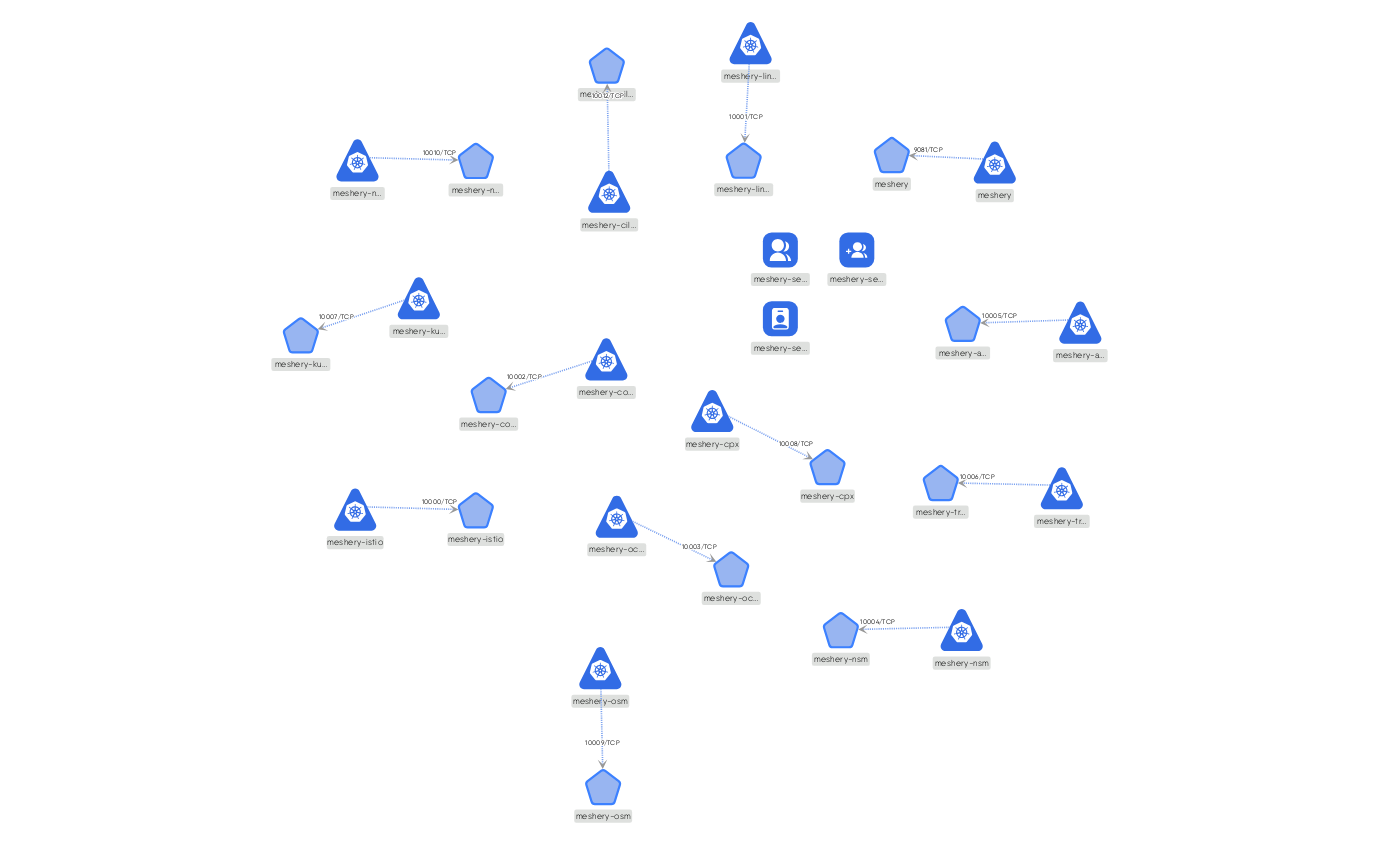 meshery-lin...
10001/TCP
meshery-lin...
10012/TCP
meshery-cil...
10010/TCP
meshery-n...
meshery-n...
9081/TCP
meshery
meshery
meshery-se...
meshery-se...
meshery-se...
10007/TCP
meshery-ku...
meshery-ku...
10005/TCP
meshery-a...
meshery-a...
10002/TCP
meshery-co...
meshery-co...
meshery-cpx
10008/TCP
meshery-cpx
10006/TCP
meshery-tr...
meshery-tr...
10000/TCP
meshery-istio
meshery-istio
10003/TCP
meshery-oc...
meshery-oc...
10004/TCP
meshery-nsm
meshery-nsm
meshery-osm
10009/TCP
meshery-osm